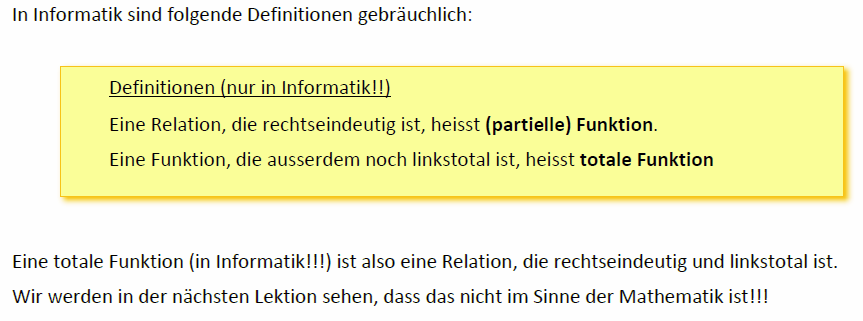 In Informatik sind folgende Definitionen gebräuchlich:
Definitionen (nur in Informatik!!)
Eine Relation, die rechtseindeutig ist, heisst (partielle) Funktion.
Eine Funktion, die ausserdem noch linkstotal ist, heisst totale Funktion
Eine totale Funktion (in Informatik!!!) ist also eine Relation, die rechtseindeutig und linkstotal ist.
Wir werden in der nächsten Lektion sehen, dass das nicht im Sinne der Mathematik ist!!!